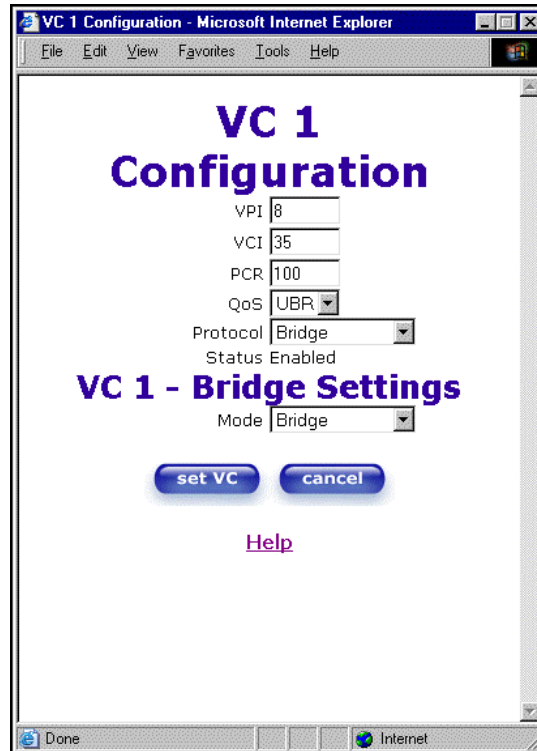 VC 1 Configuration - Microsoft Internet Explorer
File Edit View Favorites Tools Help
VC 1
Configuration
VPI 8
VCI 35
PCR 100
QoS UBR
Protocol Bridge
Status Enabled
VC 1 - Bridge Settings
Mode Bridge
set VC cancel
Help
Done Internet